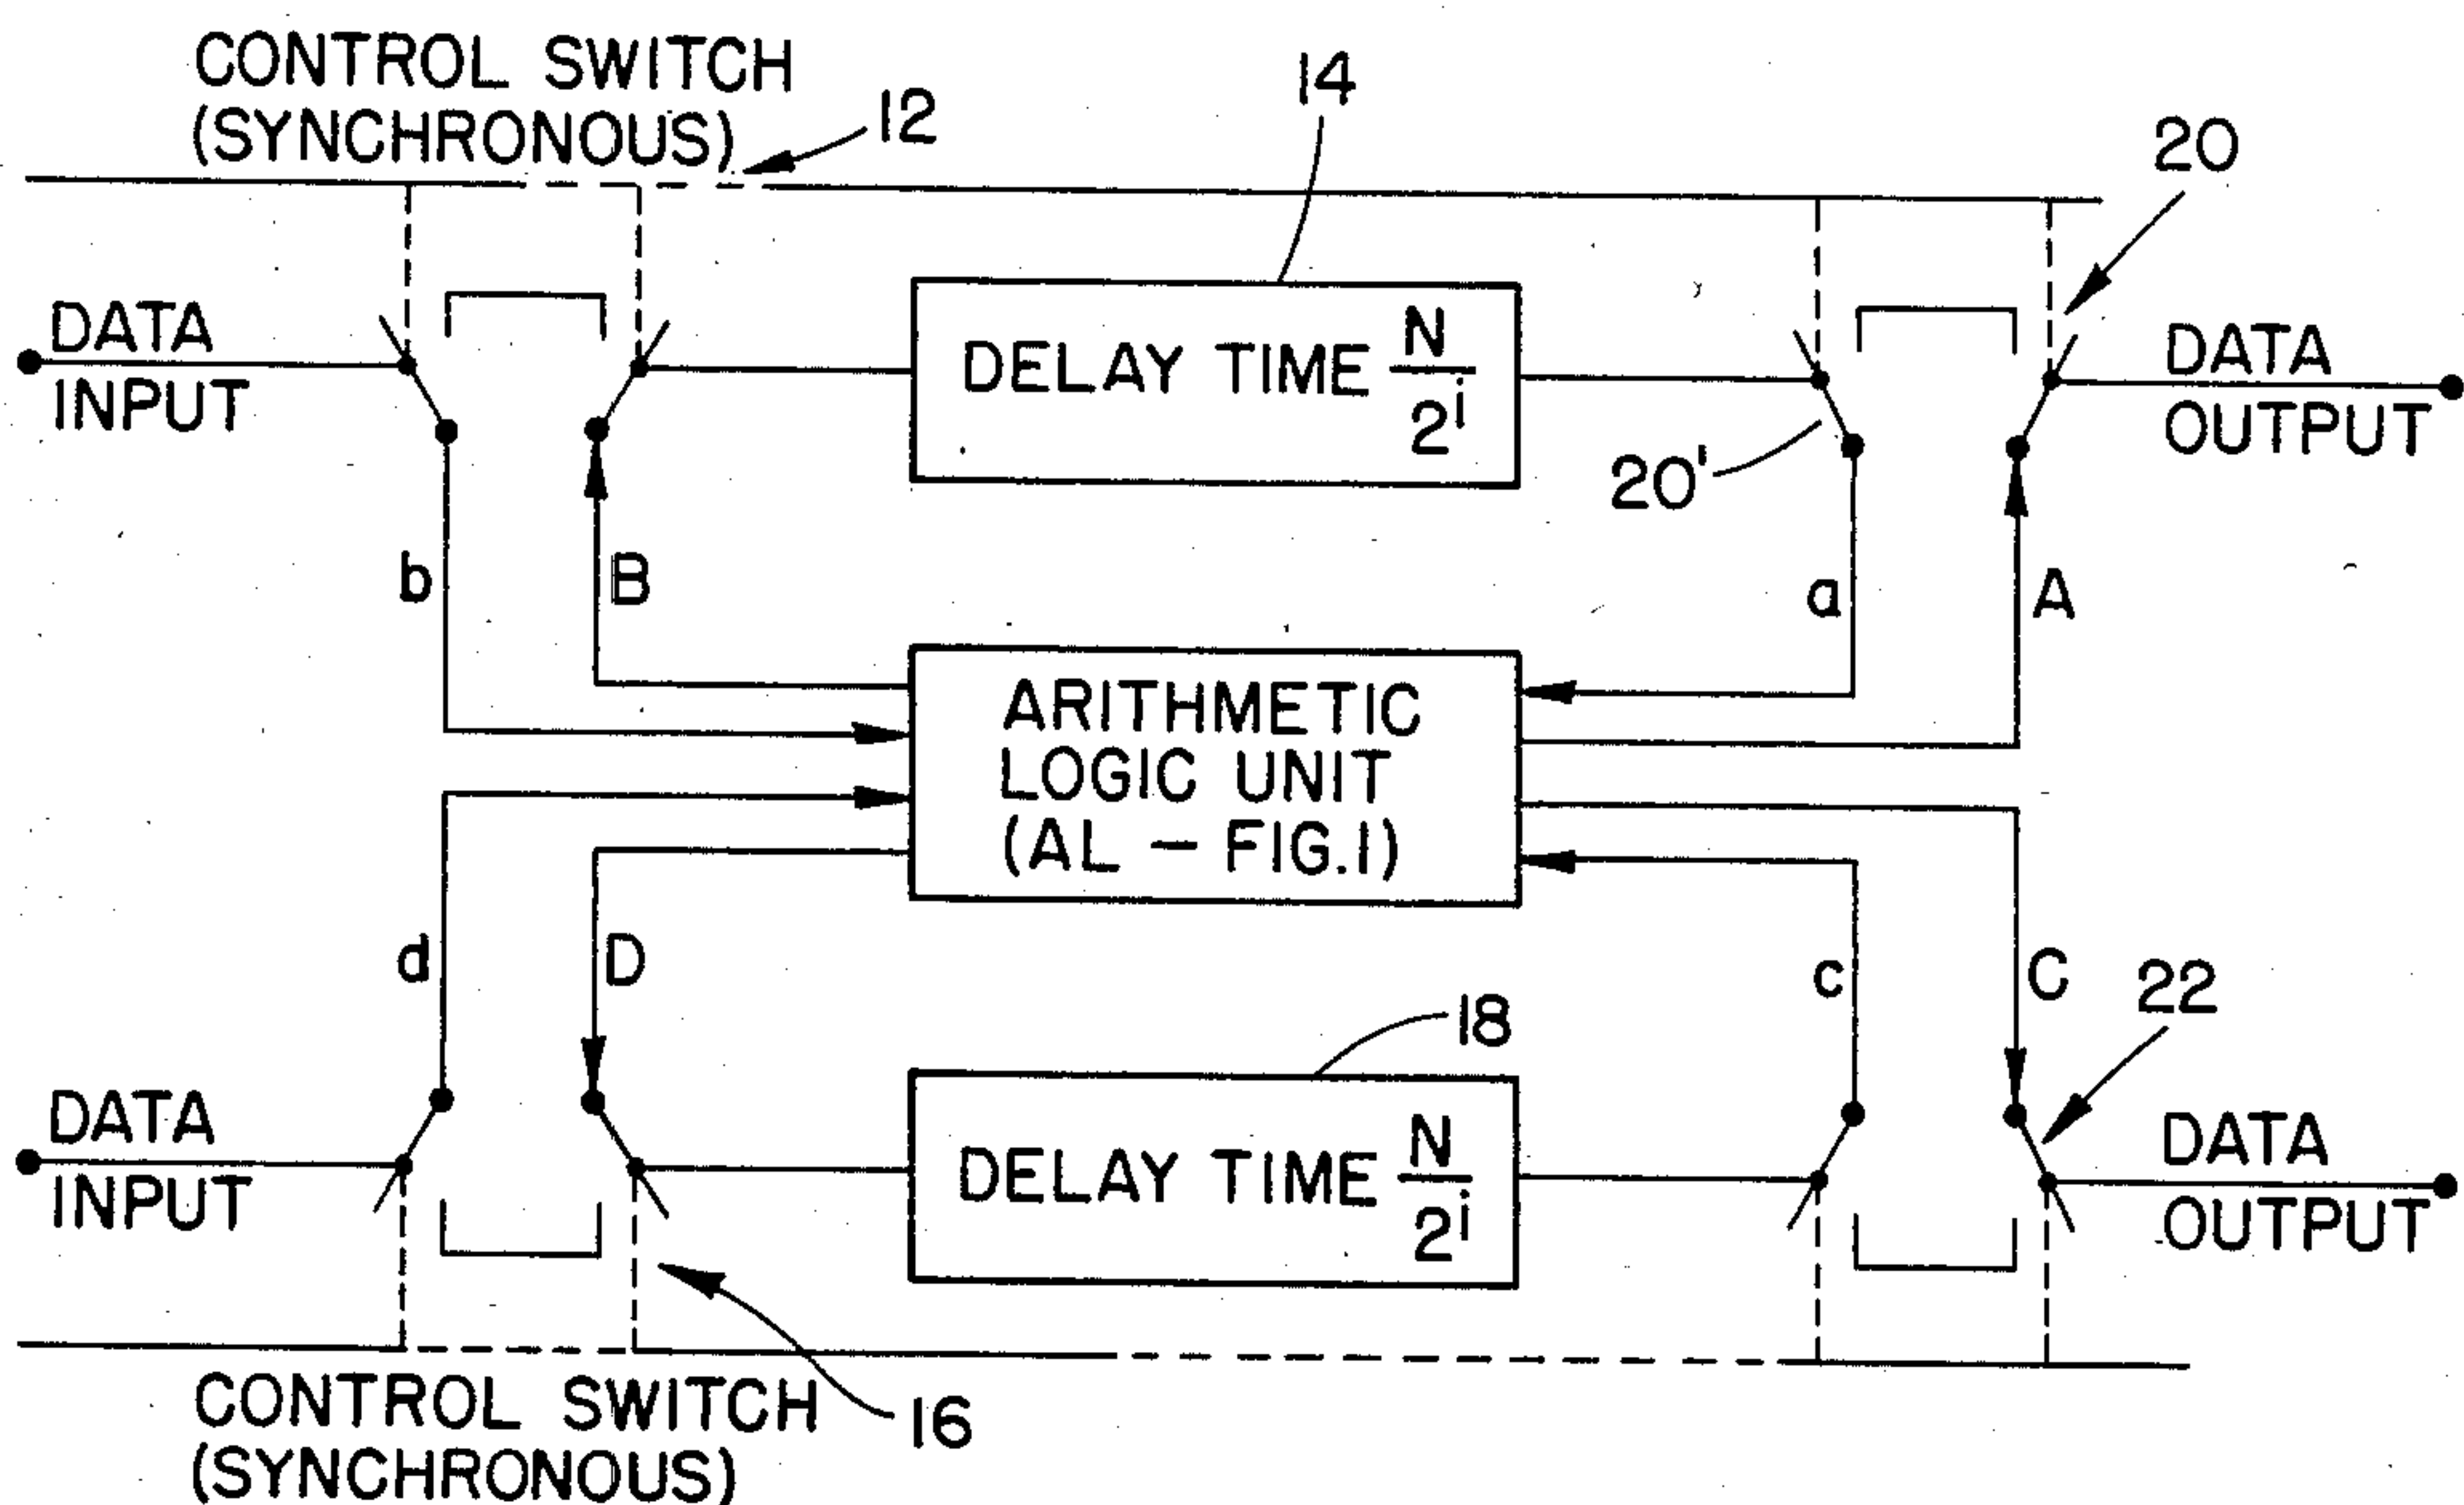 CONTROL SWITCH
(SYNCHRONOUS)
12
14
20
DATA
INPUT
DELAY TIME N/2^i
20'
DATA
OUTPUT
b
B
a
A
ARITHMETIC
LOGIC UNIT
(AL — FIG.1)
d
D
c
C
22
18
DATA
INPUT
DELAY TIME N/2^i
DATA
OUTPUT
CONTROL SWITCH
(SYNCHRONOUS)
16